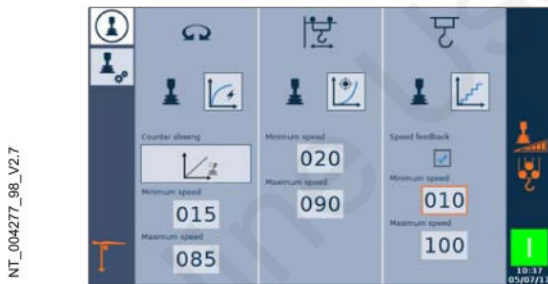 NT_004277_98_V2.7
Counter slewing
Minimum speed
015
Maximum speed
085
Minimum speed
020
Maximum speed
090
Speed feedback
Minimum speed
010
Maximum speed
100
10:37
05/07/13